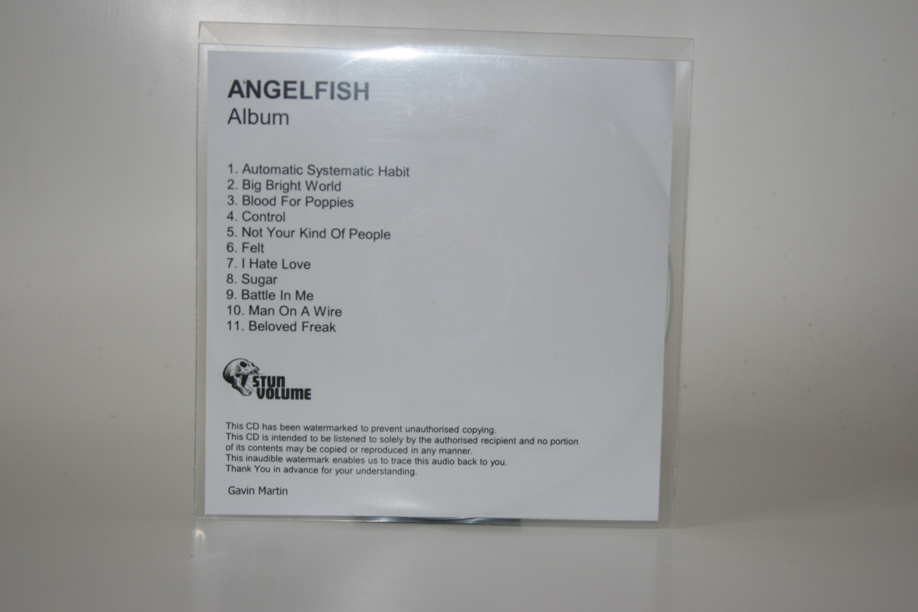 ANGELFISH
Album
1. Automatic Systematic Habit
2. Big Bright World
3. Blood For Poppies
4. Control
5. Not Your Kind Of People
6. Felt
7. I Hate Love
8. Sugar
9. Battle In Me
10. Man On A Wire
11. Beloved Freak
STUN
VOLUME
This CD has been watermarked to prevent unauthorised copying.
This CD is intended to be listened to solely by the authorised recipient and no portion
of its contents may be copied or reproduced in any manner.
This inaudible watermark enables us to trace this audio back to you.
Thank You in advance for your understanding.
Gavin Martin